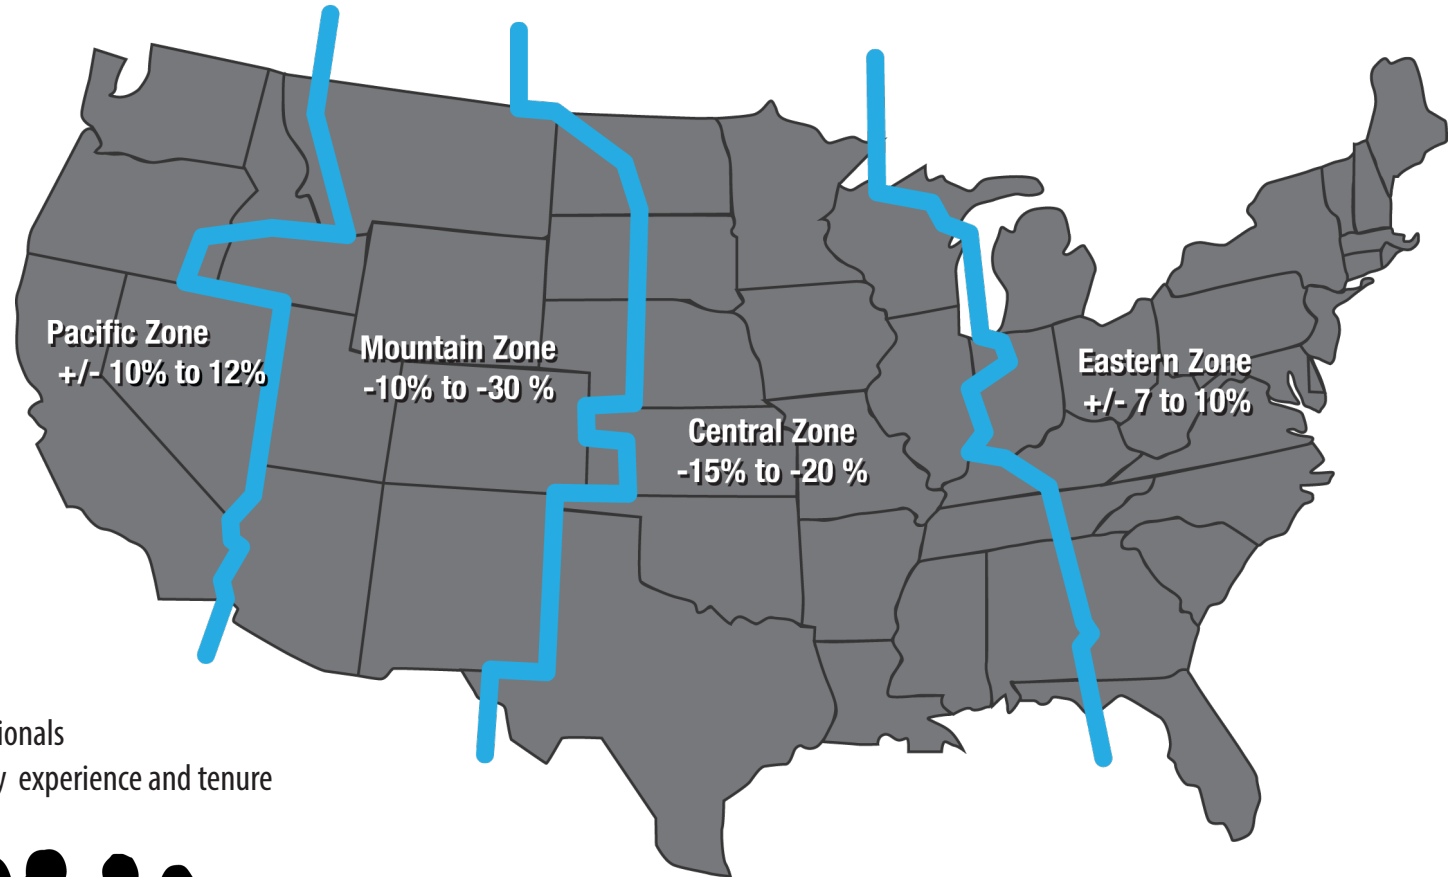 Pacific Zone
+/- 10% to 12%
Mountain Zone
-10% to -30 %
Central Zone
-15% to -20 %
Eastern Zone
+/- 7 to 10%
experience and tenure